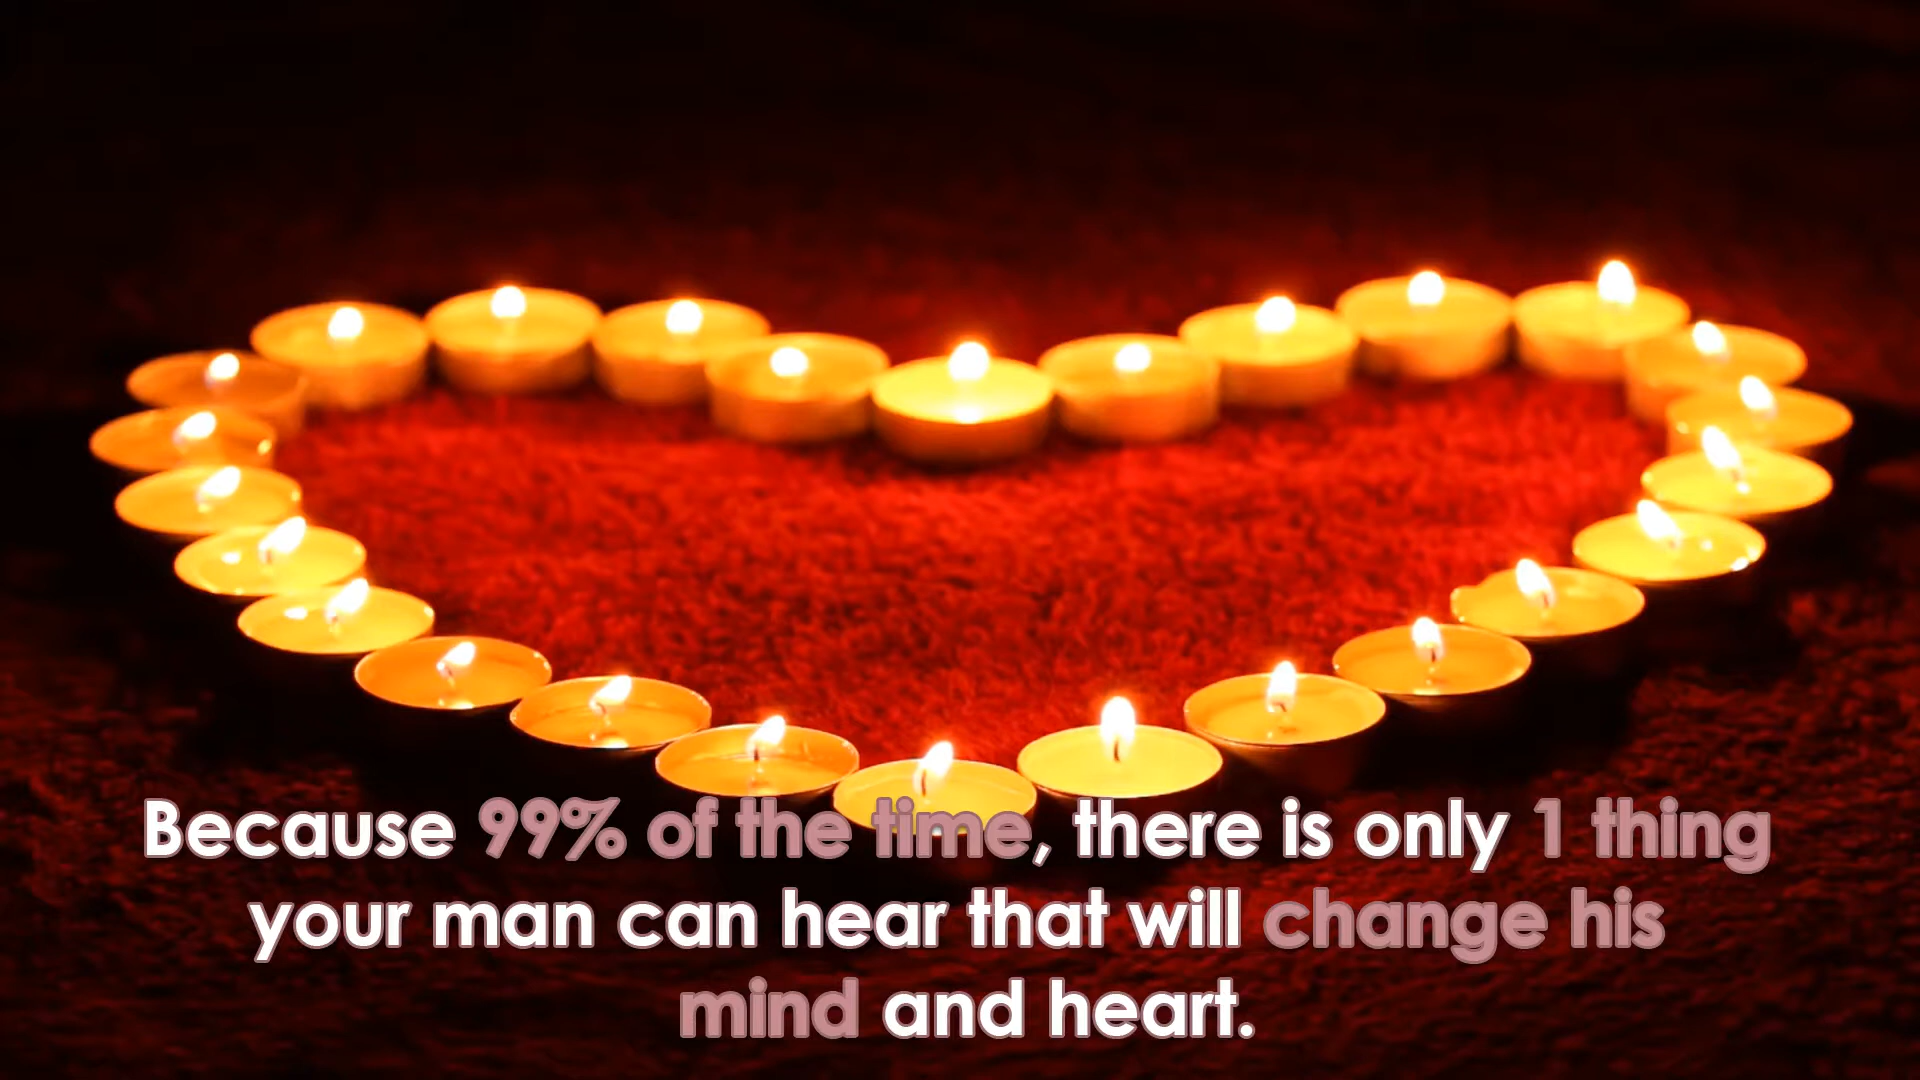 Because 99% of the time, there is only 1 thing
your man can hear that will change his
mind and heart.